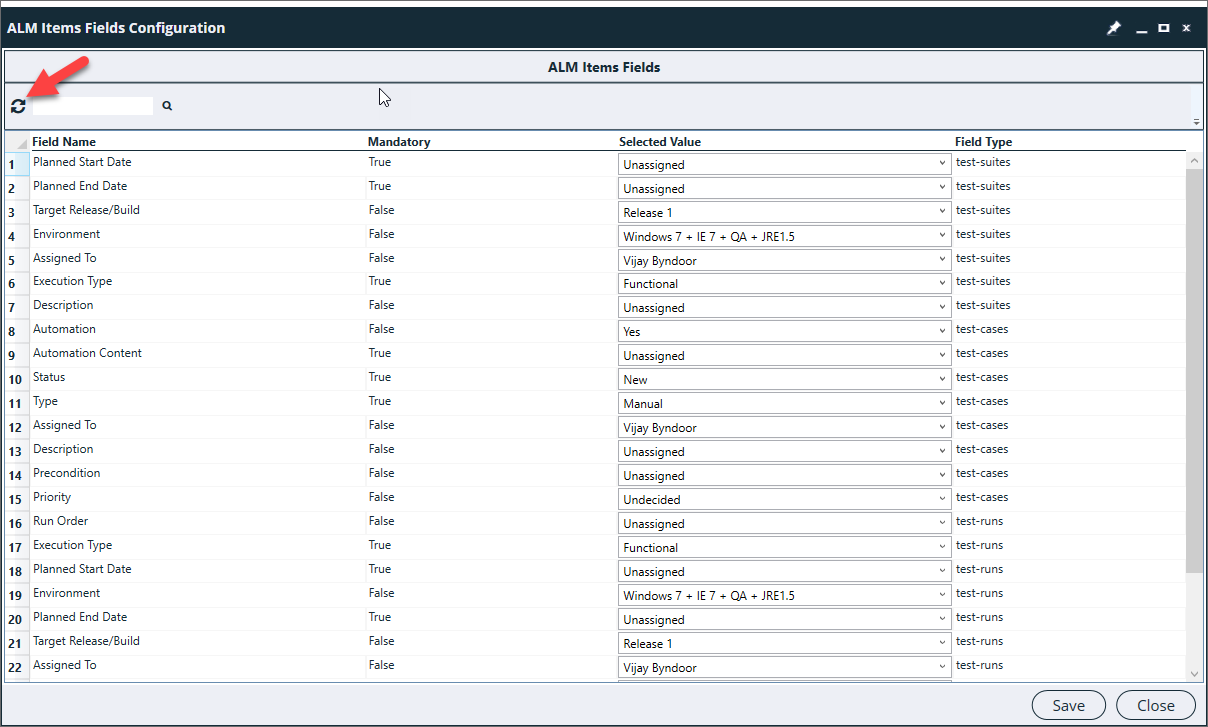 ALM Items Fields Configuration
ALM Items Fields
Field Name Mandatory Selected Value Field Type
1 Planned Start Date True Unassigned test-suites
2 Planned End Date True Unassigned test-suites
3 Target Release/Build False Release 1 test-suites
4 Environment False Windows 7 + IE 7 + QA + JRE1.5 test-suites
5 Assigned To False Vijay Byndoor test-suites
6 Execution Type True Functional test-suites
7 Description False Unassigned test-suites
8 Automation False Yes test-cases
9 Automation Content True Unassigned test-cases
10 Status True New test-cases
11 Type True Manual test-cases
12 Assigned To False Vijay Byndoor test-cases
13 Description False Unassigned test-cases
14 Precondition False Unassigned test-cases
15 Priority False Undecided test-cases
16 Run Order False Unassigned test-runs
17 Execution Type True Functional test-runs
18 Planned Start Date True Unassigned test-runs
19 Environment False Windows 7 + IE 7 + QA + JRE1.5 test-runs
20 Planned End Date True Unassigned test-runs
21 Target Release/Build False Release 1 test-runs
22 Assigned To False Vijay Byndoor test-runs
Save Close